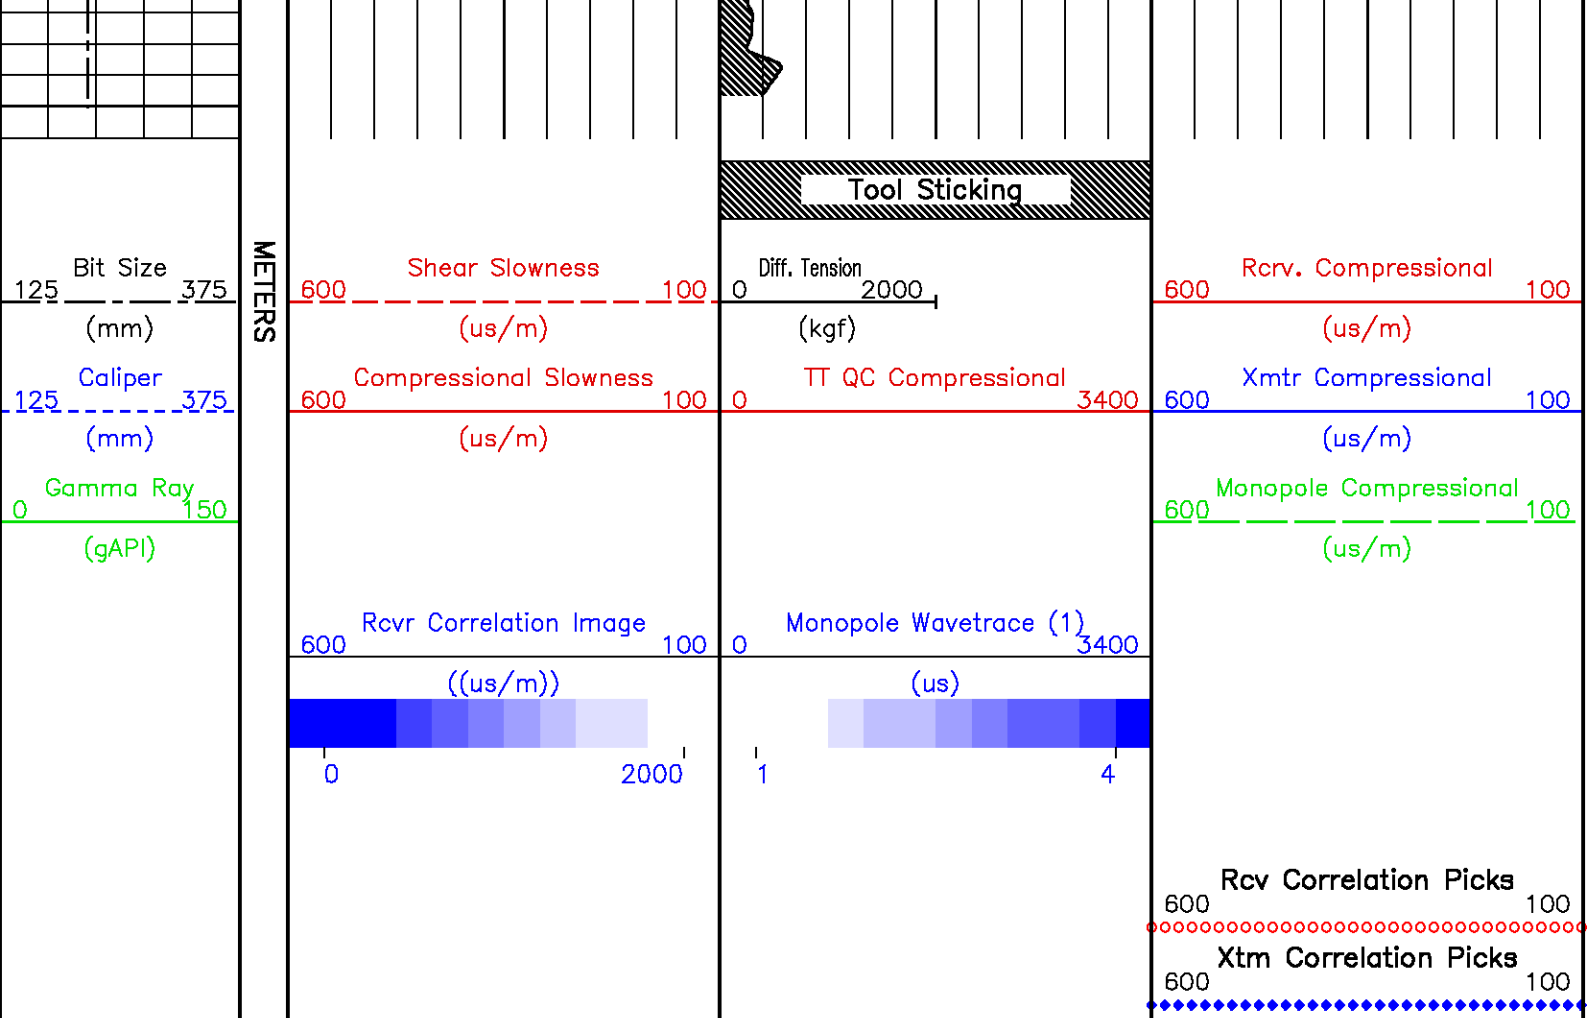 Tool Sticking
Bit Size
125 375
(mm)
Caliper
125 375
(mm)
Gamma Ray
0 150
(gAPI)
METERS
Shear Slowness
600 100
(us/m)
Compressional Slowness
600 100
(us/m)
Rcvr Correlation Image
600 100
((us/m))
0 2000
Diff. Tension
0 2000
(kgf)
TT QC Compressional
0 3400
Monopole Wavetrace (1)
0 3400
(us)
1 4
Rcrv. Compressional
600 100
(us/m)
Xmtr Compressional
600 100
(us/m)
Monopole Compressional
600 100
(us/m)
Rcv Correlation Picks
600 100
Xtm Correlation Picks
600 100